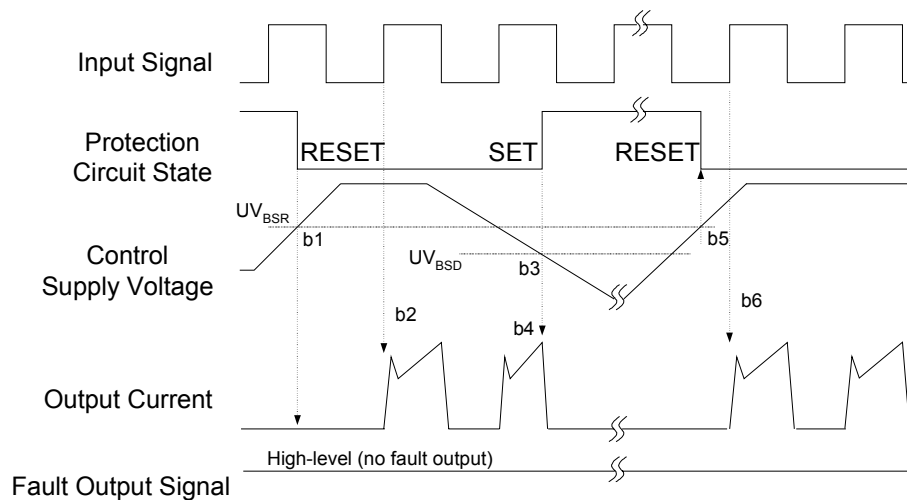 Input Signal
Protection
Circuit State
RESET
SET
RESET
UVBSR
b1
b5
UVBSD
b3
Control
Supply Voltage
b2
b4
b6
Output Current
High-level (no fault output)
Fault Output Signal